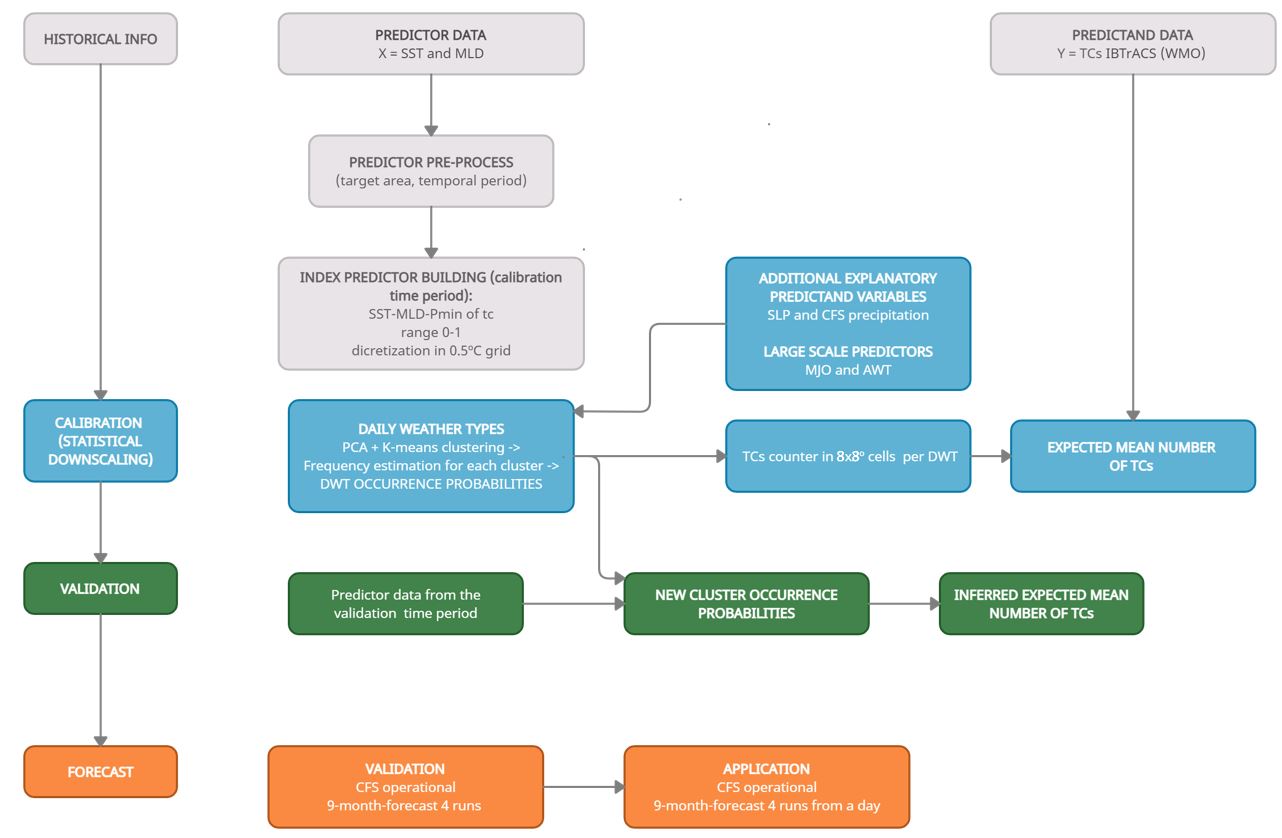 HISTORICAL INFO
PREDICTOR DATA
X = SST and MLD
PREDICTAND DATA
Y = TCs IBTrACS (WMO)
PREDICTOR PRE-PROCESS
(target area, temporal period)
INDEX PREDICTOR BUILDING (calibration
time period):
SST-MLD-Pmin of tc
range 0-1
dicretization in 0.5ºC grid
ADDITIONAL EXPLANATORY
PREDICTAND VARIABLES
SLP and CFS precipitation
LARGE SCALE PREDICTORS
MJO and AWT
CALIBRATION
(STATISTICAL
DOWNSCALING)
DAILY WEATHER TYPES
PCA + K-means clustering ->
Frequency estimation for each cluster ->
DWT OCCURRENCE PROBABILITIES
TCs counter in 8x8º cells per DWT
EXPECTED MEAN NUMBER
OF TCs
VALIDATION
Predictor data from the
validation time period
NEW CLUSTER OCCURRENCE
PROBABILITIES
INFERRED EXPECTED MEAN
NUMBER OF TCs
FORECAST
VALIDATION
CFS operational
9-month-forecast 4 runs
APPLICATION
CFS operational
9-month-forecast 4 runs from a day